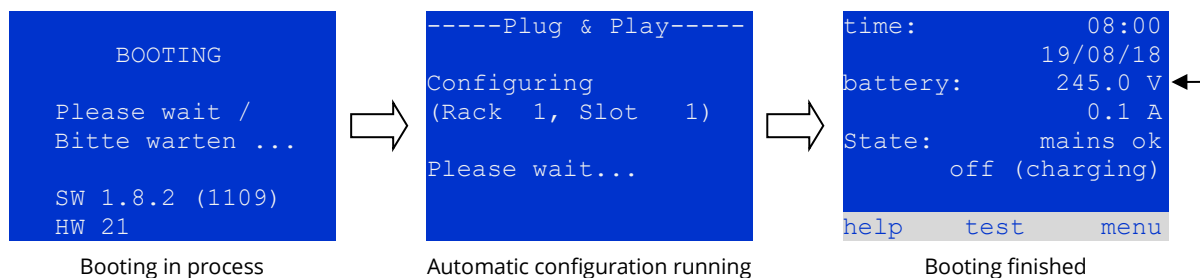 BOOTING
Please wait /
Bitte warten ...
SW 1.8.2 (1109)
HW 21
Booting in process
-----Plug & Play-----
Configuring
(Rack 1, Slot 1)
Please wait...
Automatic configuration running
time: 08:00
19/08/18
battery: 245.0 V
0.1 A
State: mains ok
off (charging)
help test menu
Booting finished